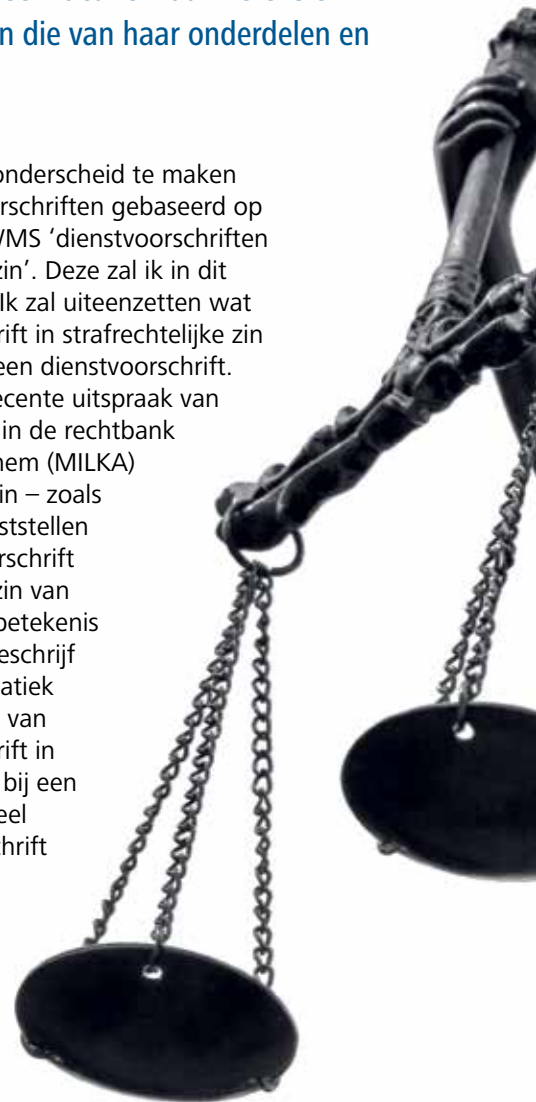 n die van haar onderdelen en
onderscheid te maken
rschriften gebaseerd op
WMS ‘dienstvoorschriften
zin’. Deze zal ik in dit
Ik zal uiteenzetten wat
rift in strafrechtelijke zin
een dienstvoorschrift.
ecente uitspraak van
in de rechtbank
hem (MILKA)
in – zoals
aststellen
rschrift
zin van
betekenis
eschrijf
atiek
van
rift in
bij een
eel
chrift